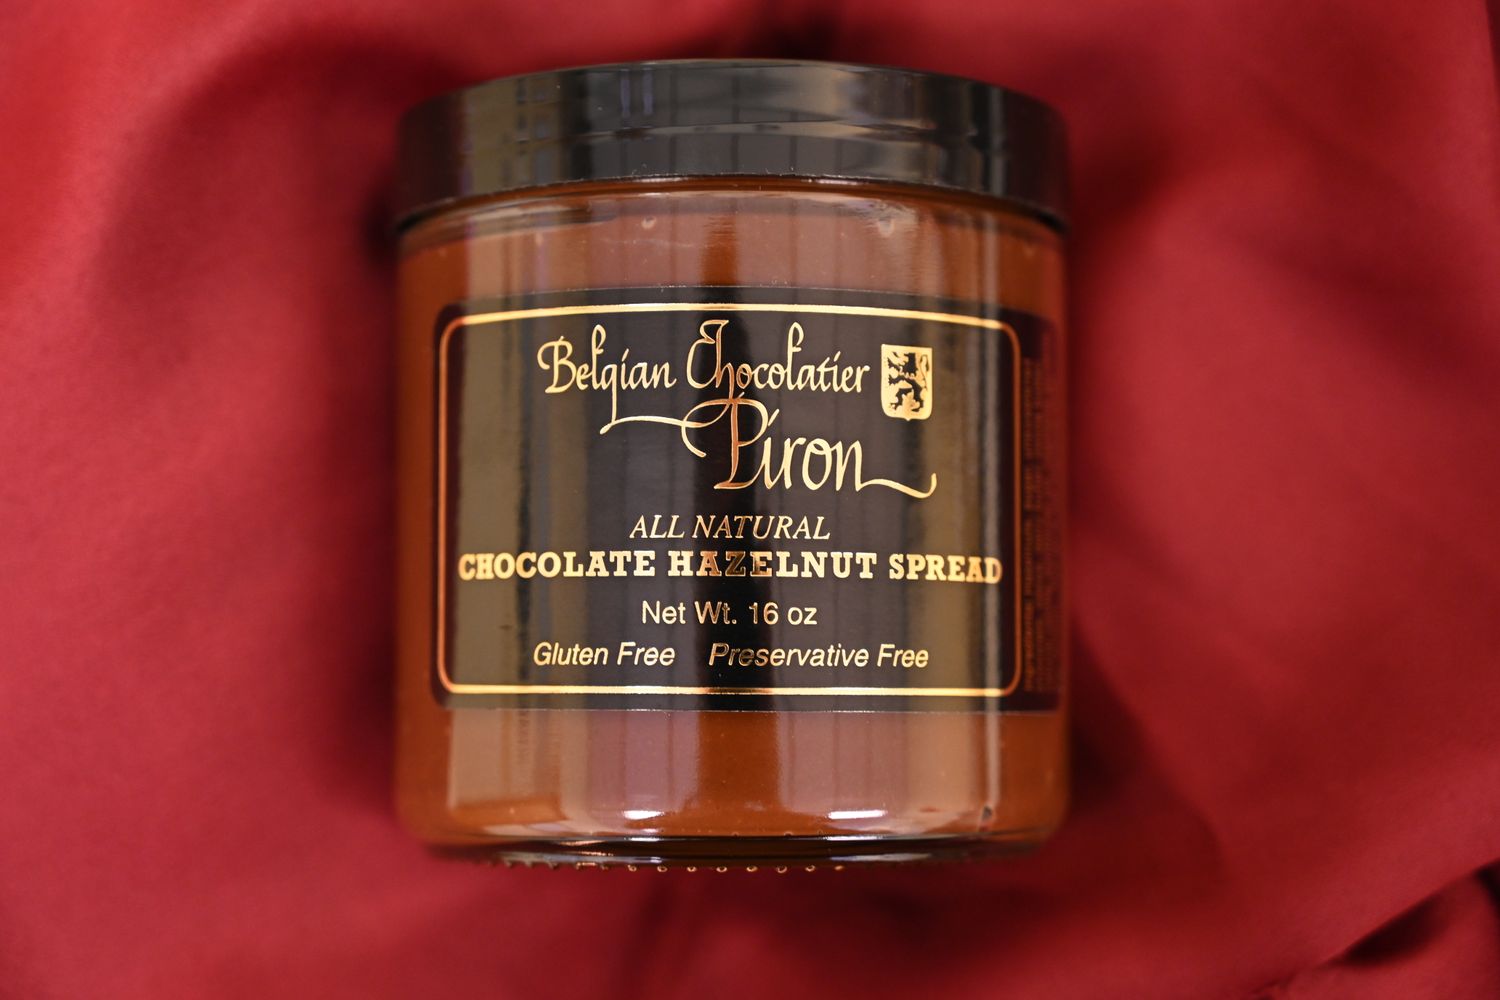 Belgian Chocolatier
Piron
ALL NATURAL
CHOCOLATE HAZELNUT SPREAD
Net Wt. 16 oz
Gluten Free Preservative Free